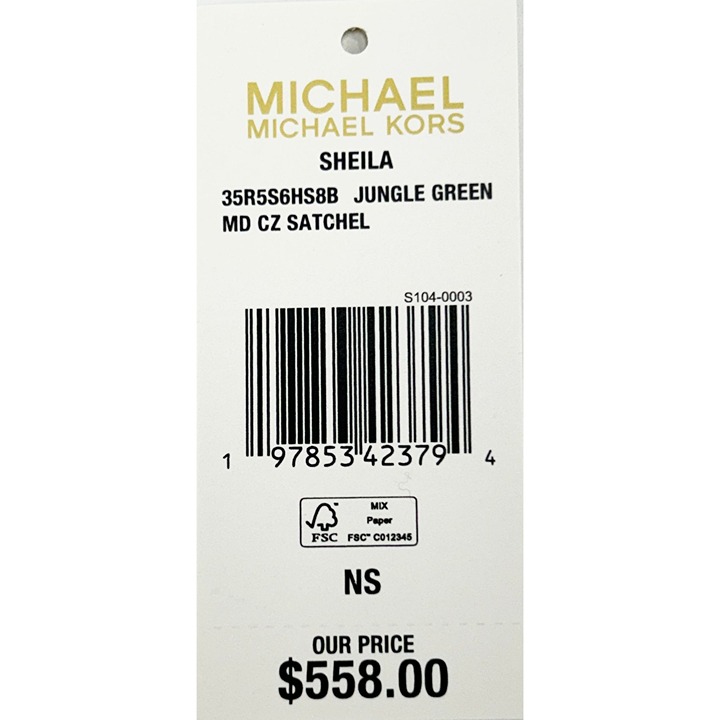 MICHAEL
MICHAEL KORS
SHEILA
35R5S6HS8B JUNGLE GREEN
MD CZ SATCHEL
S104-0003
1 97853 42379 4
MIX
Paper
FSC FSC™ C012345
NS
OUR PRICE
$558.00